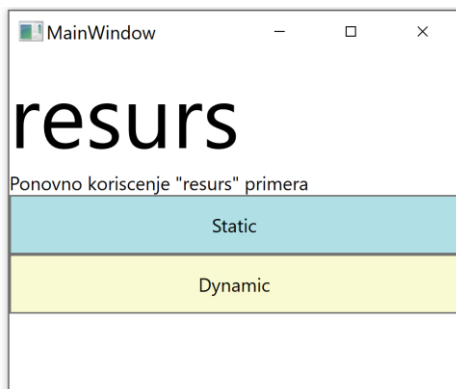 MainWindow
resurs
Ponovno koriscenje "resurs" primera
Static
Dynamic